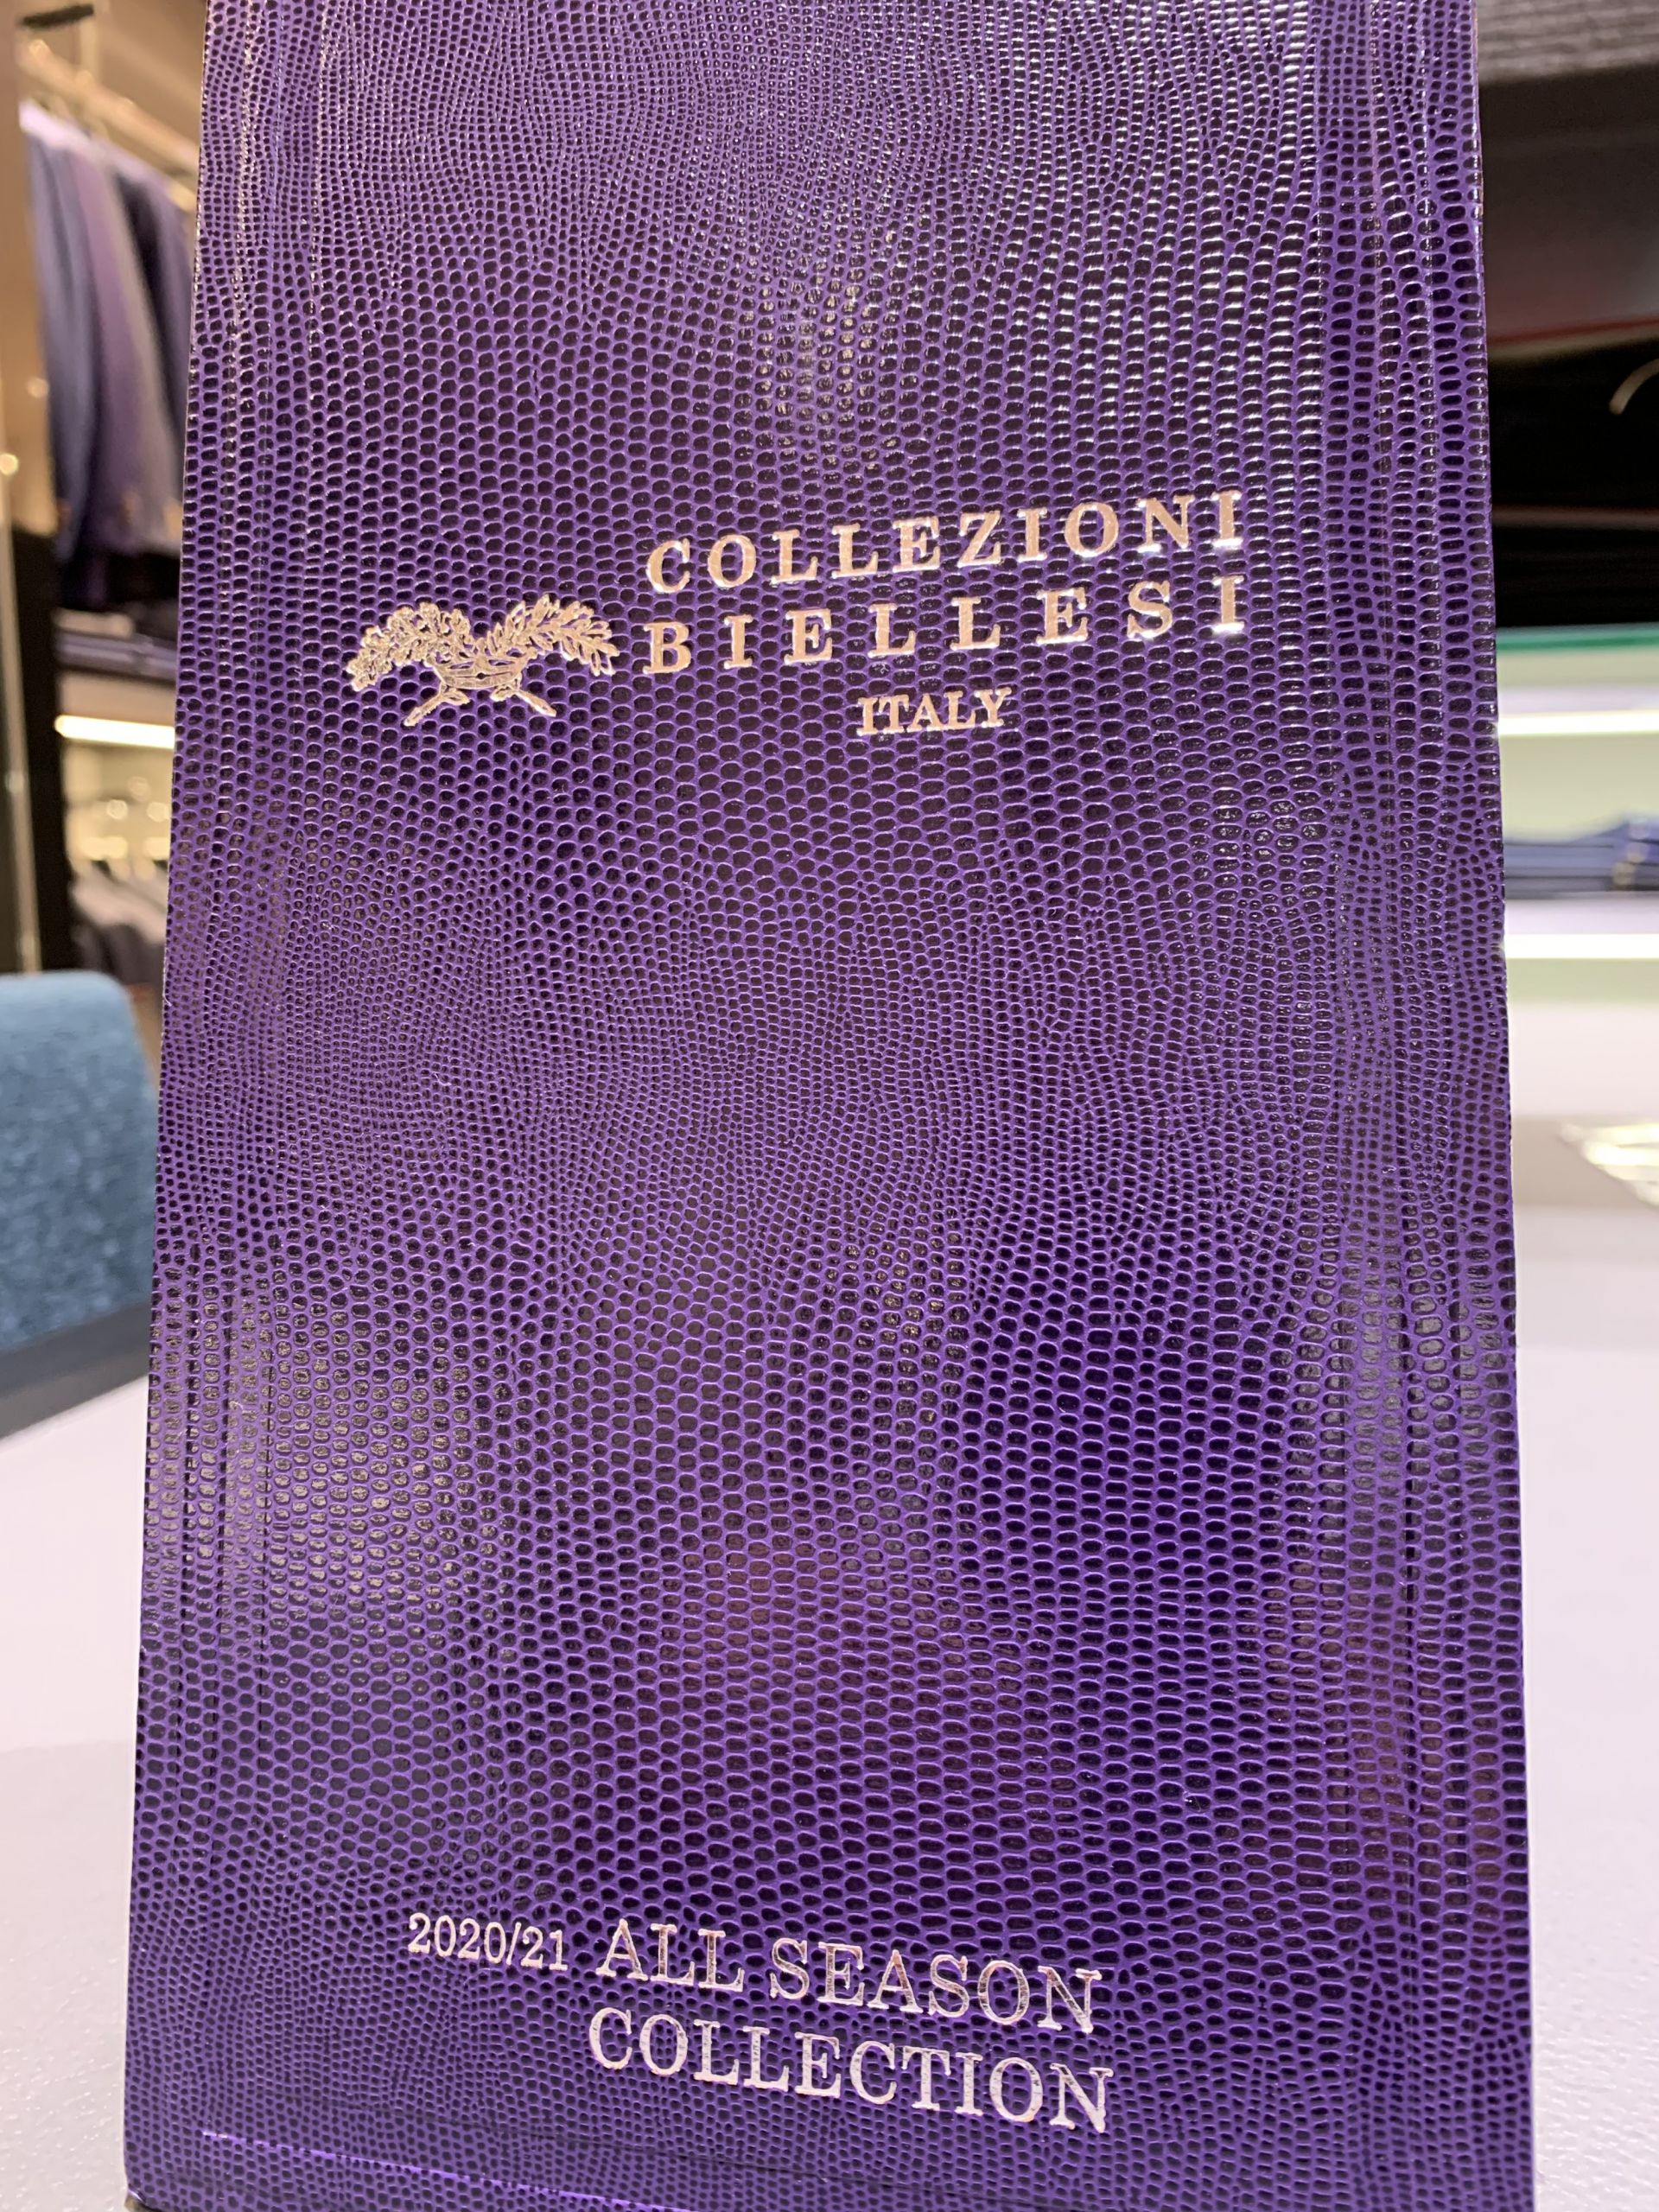 COLLEZIONI
BIELLESI
ITALY
2020/21 ALL SEASON
COLLECTION